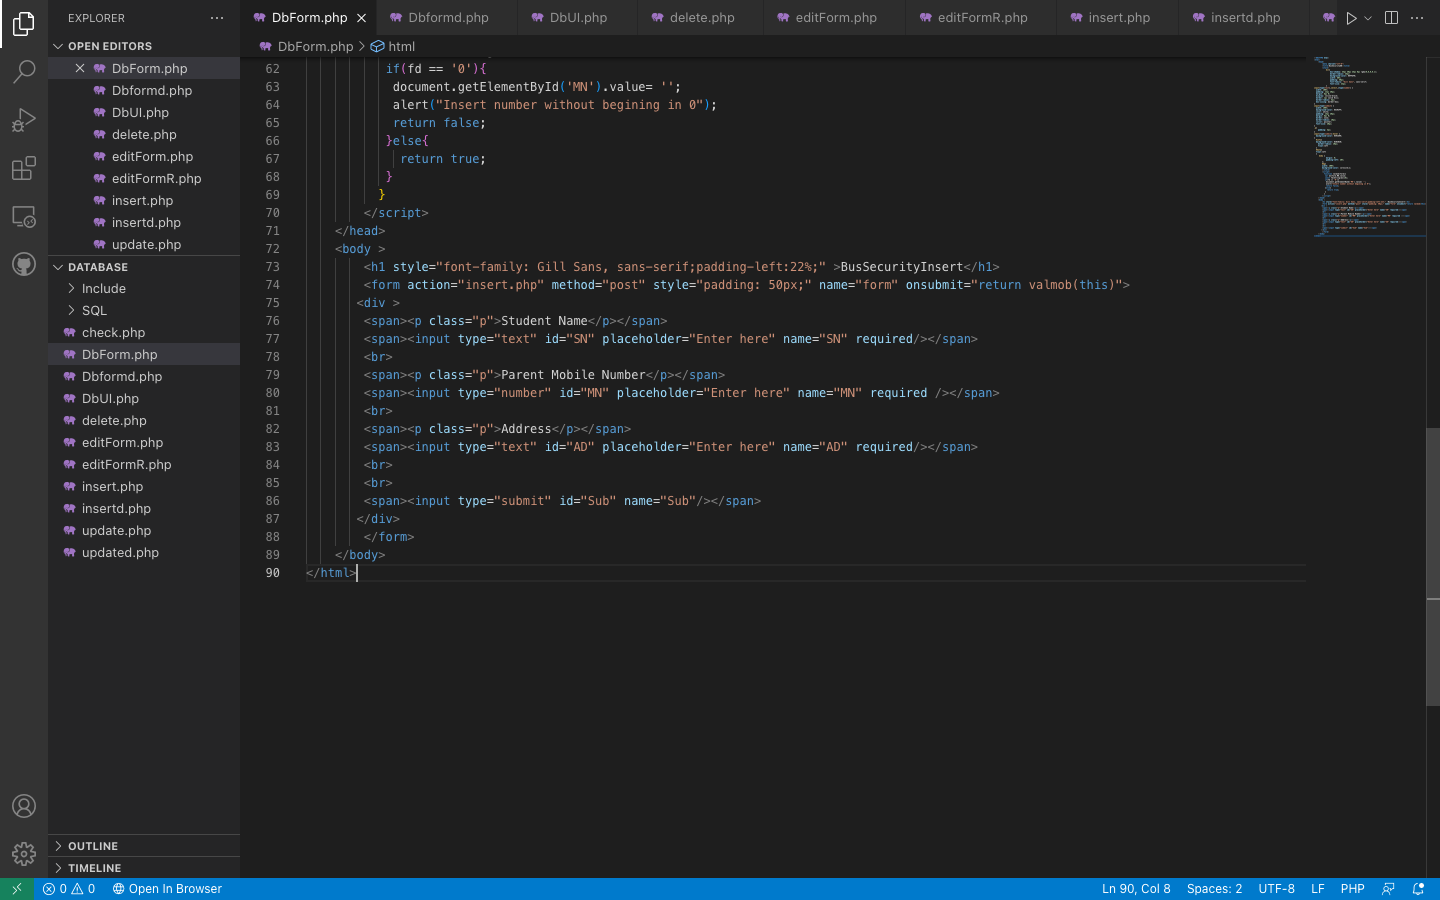 EXPLORER
OPEN EDITORS
DbForm.php
Dbformd.php
DbUI.php
delete.php
editForm.php
editFormR.php
insert.php
insertd.php
update.php
DATABASE
Include
SQL
check.php
DbForm.php
Dbformd.php
DbUI.php
delete.php
editForm.php
editFormR.php
insert.php
insertd.php
update.php
updated.php
OUTLINE
TIMELINE
DbForm.php Dbformd.php DbUI.php delete.php editForm.php editFormR.php insert.php insertd.php
DbForm.php > html
62 if(fd == '0'){
63 document.getElementById('MN').value= '';
64 alert("Insert number without begining in 0");
65 return false;
66 }else{
67 return true;
68 }
69 }
70 </script>
71 </head>
72 <body >
73 <h1 style="font-family: Gill Sans, sans-serif;padding-left:22%;" >BusSecurityInsert</h1>
74 <form action="insert.php" method="post" style="padding: 50px;" name="form" onsubmit="return valmob(this)">
75 <div >
76 <span><p class="p">Student Name</p></span>
77 <span><input type="text" id="SN" placeholder="Enter here" name="SN" required/></span>
78 <br>
79 <span><p class="p">Parent Mobile Number</p></span>
80 <span><input type="number" id="MN" placeholder="Enter here" name="MN" required /></span>
81 <br>
82 <span><p class="p">Address</p></span>
83 <span><input type="text" id="AD" placeholder="Enter here" name="AD" required/></span>
84 <br>
85 <br>
86 <span><input type="submit" id="Sub" name="Sub"/></span>
87 </div>
88 </form>
89 </body>
90 </html>
0 0 Open In Browser Ln 90, Col 8 Spaces: 2 UTF-8 LF PHP